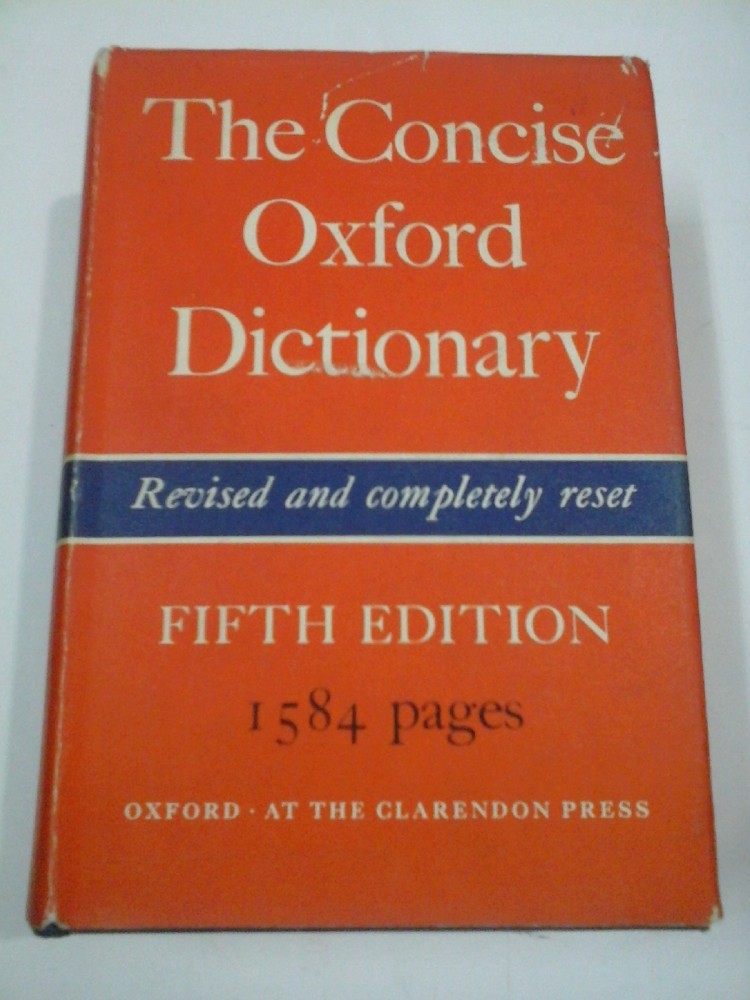 The Concise
Oxford
Dictionary
Revised and completely reset
FIFTH EDITION
1584 pages
OXFORD · AT THE CLARENDON PRESS